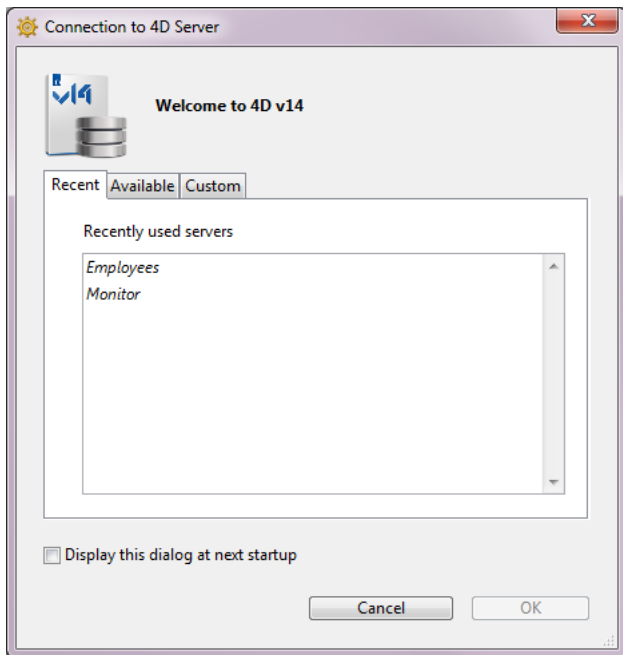 Connection to 4D Server
v14
Welcome to 4D v14
Recent Available Custom
Recently used servers
Employees
Monitor
Display this dialog at next startup
Cancel OK